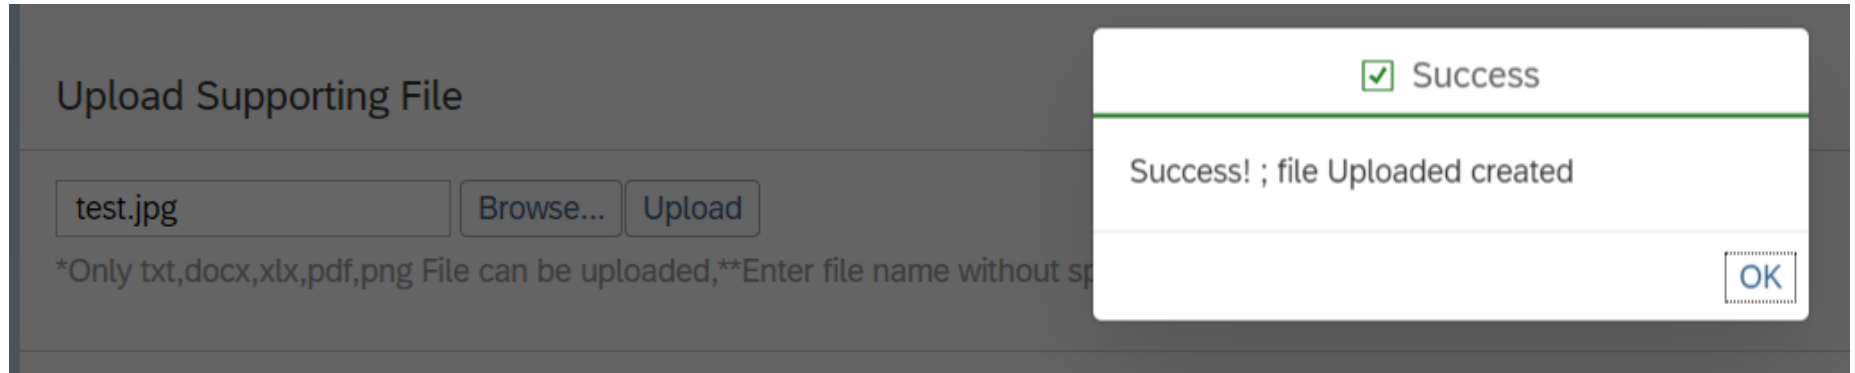 Upload Supporting File
test.jpg Browse... Upload
*Only txt,docx,xlx,pdf,png File can be uploaded,**Enter file name without
Success
Success! ; file Uploaded created
OK